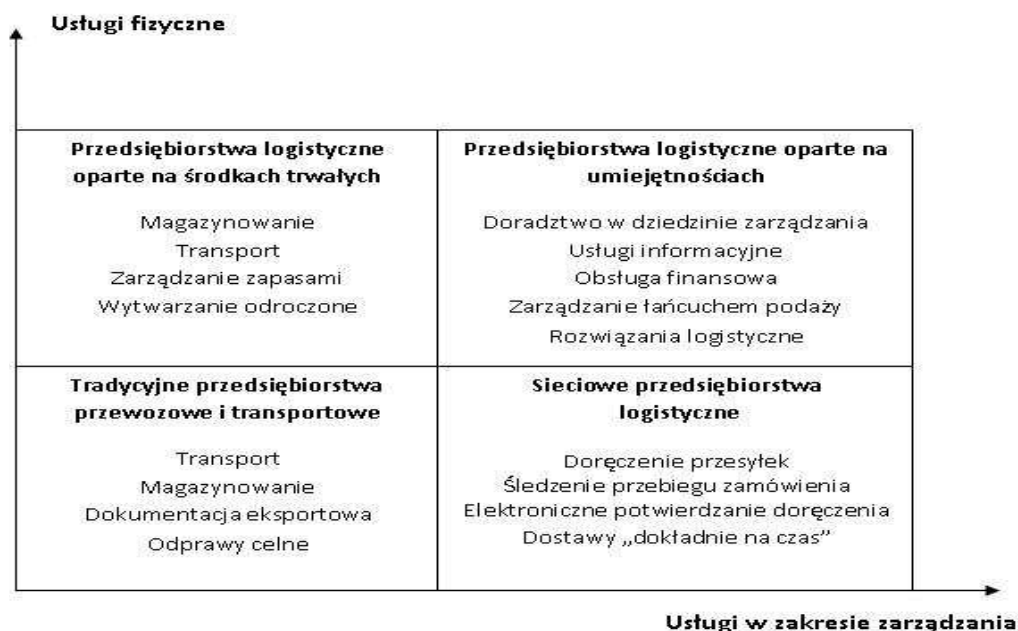 Usługi fizyczne
Przedsiębiorstwa logistyczne
oparte na środkach trwałych
Magazynowanie
Transport
Zarządzanie zapasami
Wytwarzanie odroczone
Przedsiębiorstwa logistyczne oparte na
umiejętnościach
Doradztwo w dziedzinie zarządzania
Usługi informacyjne
Obsługa finansowa
Zarządzanie łańcuchem podaży
Rozwiązania logistyczne
Tradycyjne przedsiębiorstwa
przewozowe i transportowe
Transport
Magazynowanie
Dokumentacja eksportowa
Odprawy celne
Sieciowe przedsiębiorstwa
logistyczne
Doręczenie przesyłek
Śledzenie przebiegu zamówienia
Elektroniczne potwierdzanie doręczenia
Dostawy „dokładnie na czas”
Usługi w zakresie zarządzania